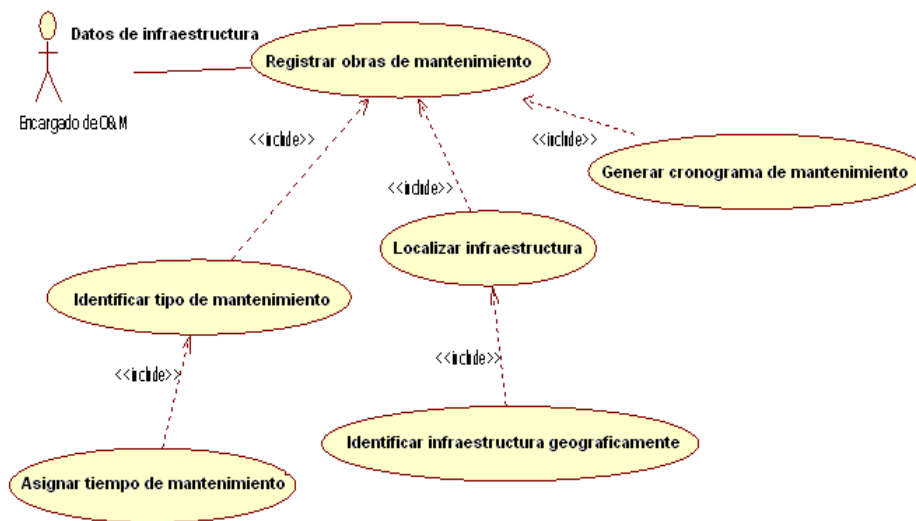 Datos de infraestructura
Registrar obras de mantenimiento
Encargado de O&M
<<include>>
<<include>>
<<include>>
Generar cronograma de mantenimiento
Localizar infraestructura
Identificar tipo de mantenimiento
<<include>>
<<include>>
Identificar infraestructura geograficamente
Asignar tiempo de mantenimiento